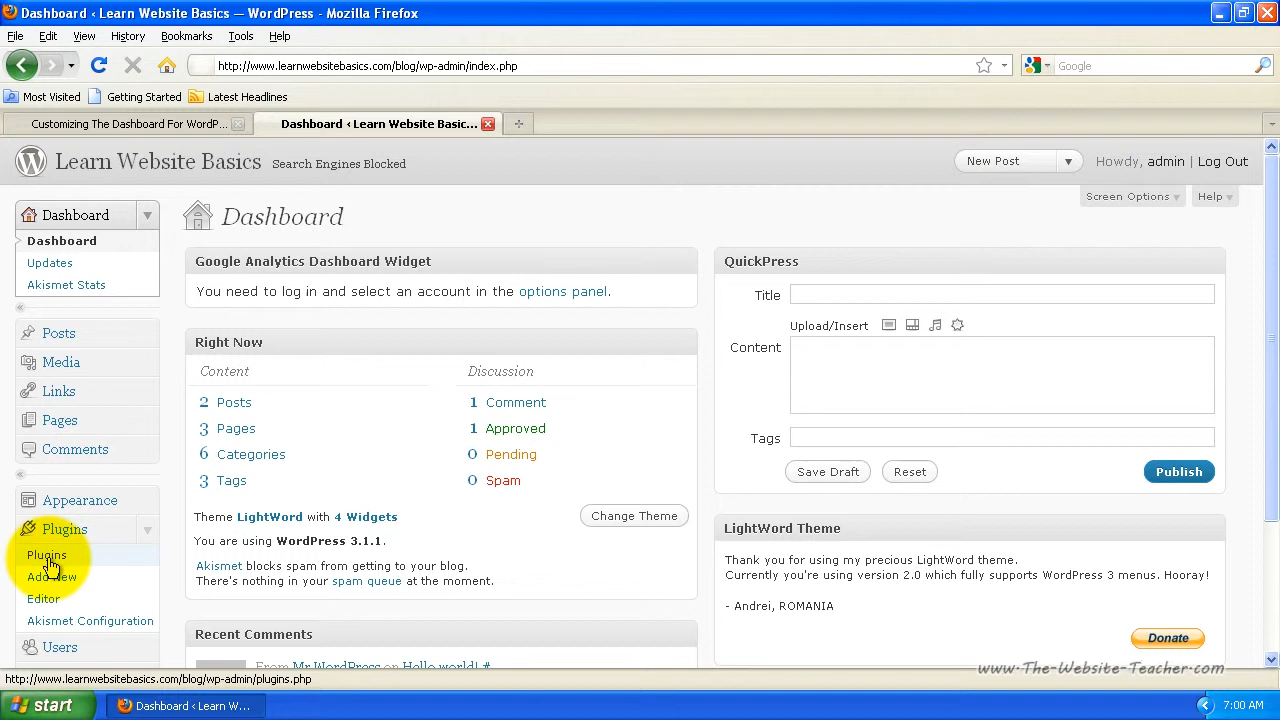 Dashboard ‹ Learn Website Basics — WordPress - Mozilla Firefox
File Edit View History Bookmarks Tools Help
http://www.learnwebsitebasics.com/blog/wp-admin/index.php
Google
Most Visited Getting Started Latest Headlines
Customizing The Dashboard For WordP...
Dashboard ‹ Learn Website Basic...
Learn Website Basics Search Engines Blocked
New Post
Howdy, admin | Log Out
Screen Options
Help
Dashboard
Dashboard
Updates
Akismet Stats
Posts
Media
Links
Pages
Comments
Appearance
Plugins
Plugins
Add New
Editor
Akismet Configuration
Users
Dashboard
Google Analytics Dashboard Widget
You need to log in and select an account in the options panel.
Right Now
Content
2 Posts
3 Pages
6 Categories
3 Tags
Discussion
1 Comment
1 Approved
0 Pending
0 Spam
Theme LightWord with 4 Widgets
Change Theme
You are using WordPress 3.1.1.
Akismet blocks spam from getting to your blog.
There's nothing in your spam queue at the moment.
Recent Comments
From Mr WordPress on Hello world! #
QuickPress
Title
Upload/Insert
Content
Tags
Save Draft
Reset
Publish
LightWord Theme
Thank you for using my precious LightWord theme.
Currently you're using version 2.0 which fully supports WordPress 3 menus. Hooray!
- Andrei, ROMANIA
Donate
www.The-Website-Teacher.com
http://www.learnwebsitebasics.com/blog/wp-admin/plugins.php
start
Dashboard ‹ Learn W...
7:00 AM